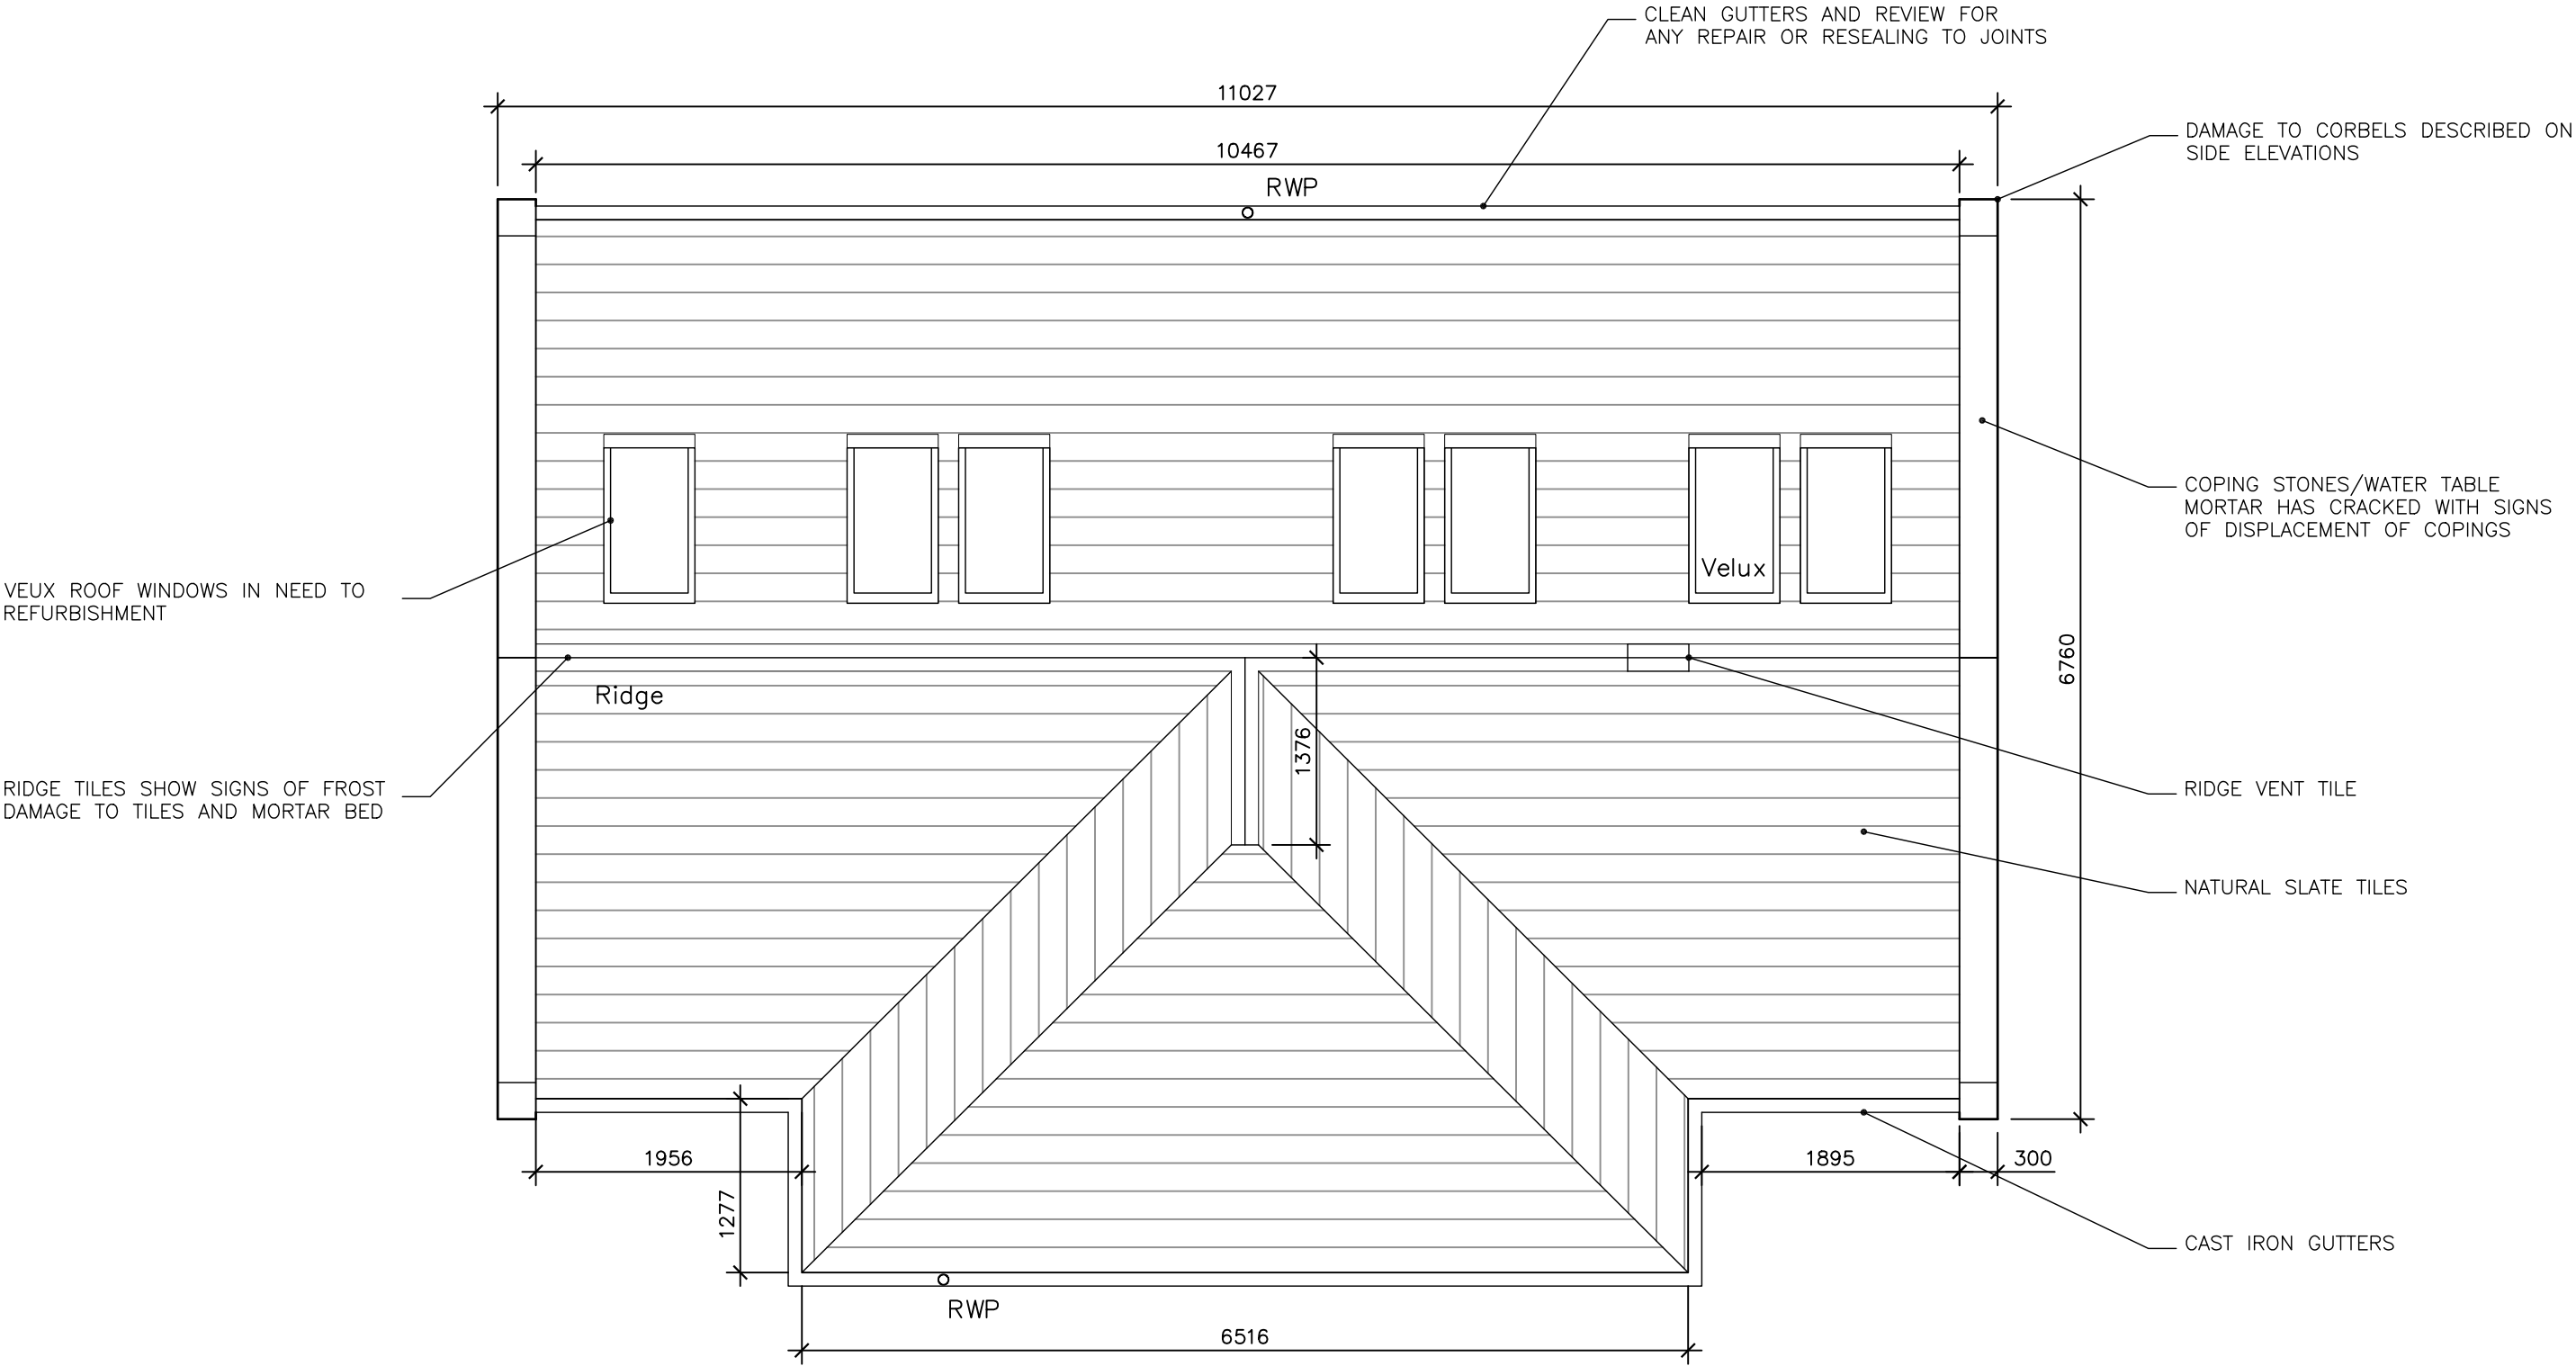 CLEAN GUTTERS AND REVIEW FOR
ANY REPAIR OR RESEALING TO JOINTS
11027
DAMAGE TO CORBELS DESCRIBED ON
SIDE ELEVATIONS
10467
RWP
COPING STONES/WATER TABLE
MORTAR HAS CRACKED WITH SIGNS
OF DISPLACEMENT OF COPINGS
Velux
VEUX ROOF WINDOWS IN NEED TO
REFURBISHMENT
6760
Ridge
1376
RIDGE TILES SHOW SIGNS OF FROST
DAMAGE TO TILES AND MORTAR BED
RIDGE VENT TILE
NATURAL SLATE TILES
1956
1895
300
1277
CAST IRON GUTTERS
RWP
6516